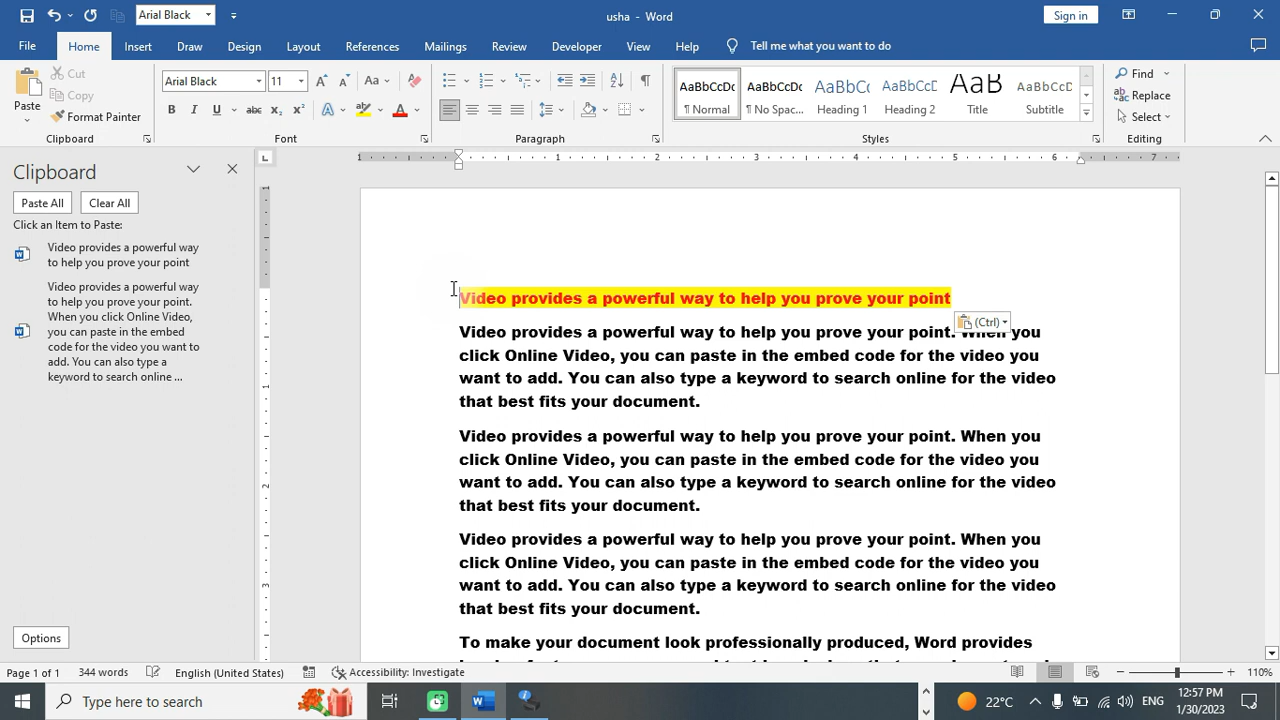 Arial Black
usha - Word
Sign in
File
Home
Insert
Draw
Design
Layout
References
Mailings
Review
Developer
View
Help
Tell me what you want to do
Paste
Cut
Copy
Format Painter
Clipboard
Arial Black
11
Font
Paragraph
AaBbCcDc
¶ Normal
AaBbCcDc
¶ No Spac...
AaBbCc
Heading 1
AaBbCcD
Heading 2
AaB
Title
AaBbCcD
Subtitle
Styles
Find
Replace
Select
Editing
Clipboard
Paste All
Clear All
Click an Item to Paste:
Video provides a powerful way
to help you prove your point
Video provides a powerful way
to help you prove your point.
When you click Online Video,
you can paste in the embed
code for the video you want to
add. You can also type a
keyword to search online ...
Options
Video provides a powerful way to help you prove your point
(Ctrl)
Video provides a powerful way to help you prove your point. When you
click Online Video, you can paste in the embed code for the video you
want to add. You can also type a keyword to search online for the video
that best fits your document.
Video provides a powerful way to help you prove your point. When you
click Online Video, you can paste in the embed code for the video you
want to add. You can also type a keyword to search online for the video
that best fits your document.
Video provides a powerful way to help you prove your point. When you
click Online Video, you can paste in the embed code for the video you
want to add. You can also type a keyword to search online for the video
that best fits your document.
To make your document look professionally produced, Word provides
Page 1 of 1
344 words
English (United States)
Accessibility: Investigate
110%
Type here to search
22°C
ENG
12:57 PM
1/30/2023